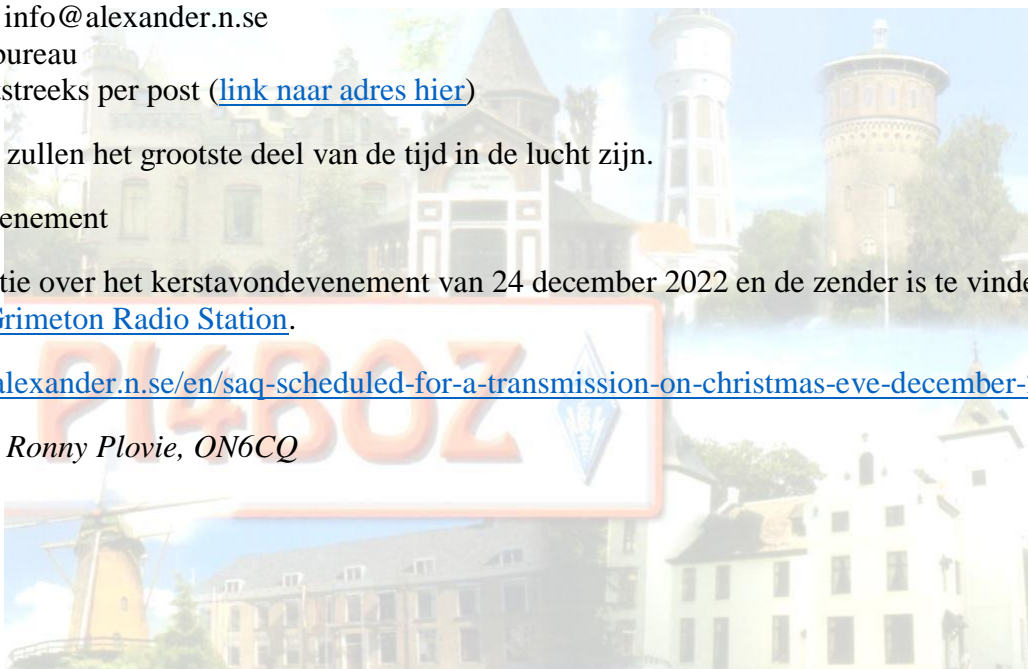 info@alexander.n.se
bureau
streeks per post (link naar adres hier)
zullen het grootste deel van de tijd in de lucht zijn.
enement
tie over het kerstavondevenement van 24 december 2022 en de zender is te vinde
Grimeton Radio Station.
PI4BOZ
alexander.n.se/en/saq-scheduled-for-a-transmission-on-christmas-eve-december-
Ronny Plovie, ON6CQ